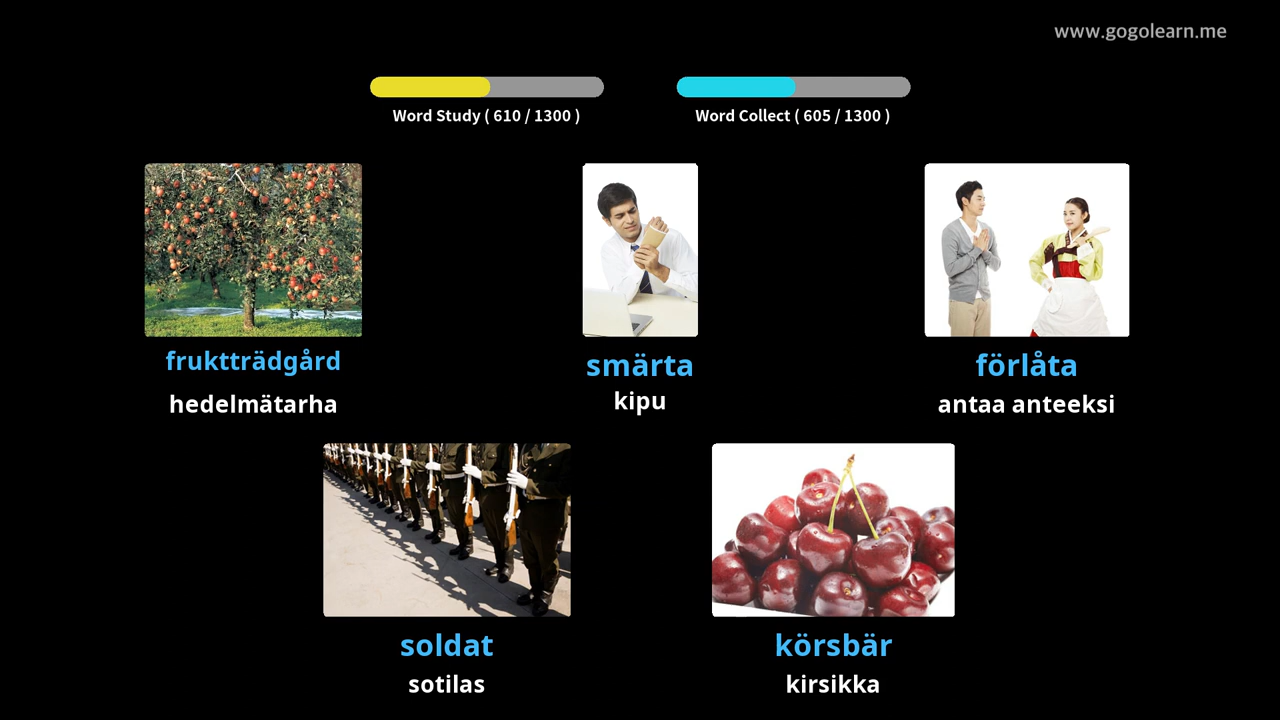 www.gogolearn.me
Word Study ( 610 / 1300 )
Word Collect ( 605 / 1300 )
fruktträdgård
hedelmätarha
smärta
kipu
förlåta
antaa anteeksi
soldat
sotilas
körsbär
kirsikka